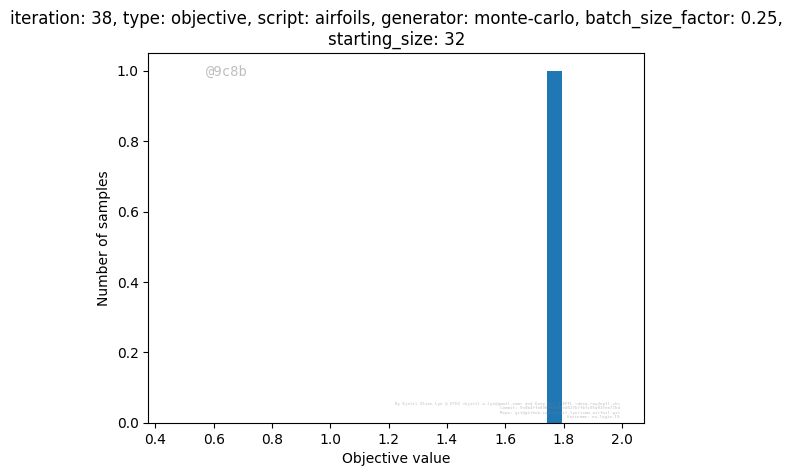 iteration: 38, type: objective, script: airfoils, generator: monte-carlo, batch_size_factor: 0.25,
starting_size: 32
@9c8b
1.0
0.8
0.6
0.4
0.2
0.0
Number of samples
0.4 0.6 0.8 1.0 1.2 1.4 1.6 1.8 2.0
Objective value